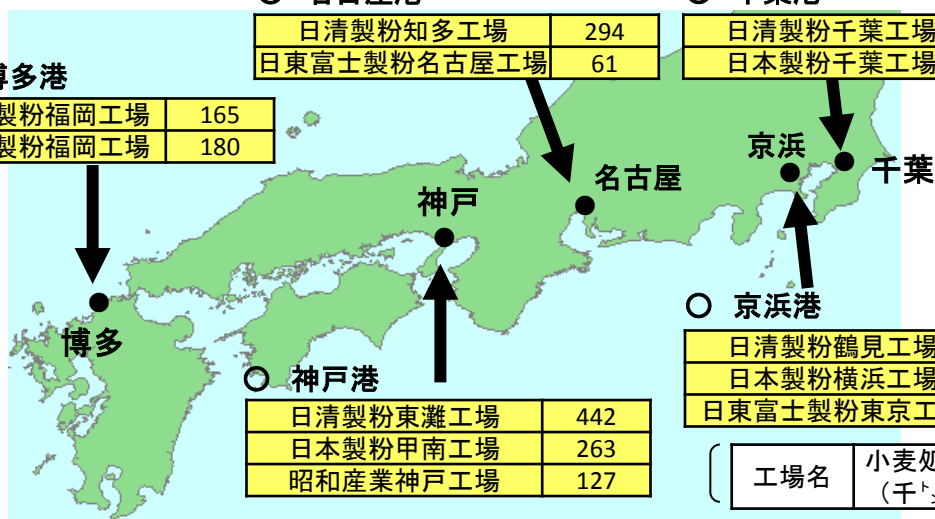 日清製粉知多工場 294
日東富士製粉名古屋工場 61
日清製粉千葉工場
日本製粉千葉工場
多港
製粉福岡工場 165
製粉福岡工場 180
京浜
千葉
名古屋
神戸
博多
○ 京浜港
日清製粉鶴見工場
日本製粉横浜工場
日東富士製粉東京工
○ 神戸港
日清製粉東灘工場 442
日本製粉甲南工場 263
昭和産業神戸工場 127
工場名 小麦処
(千ト